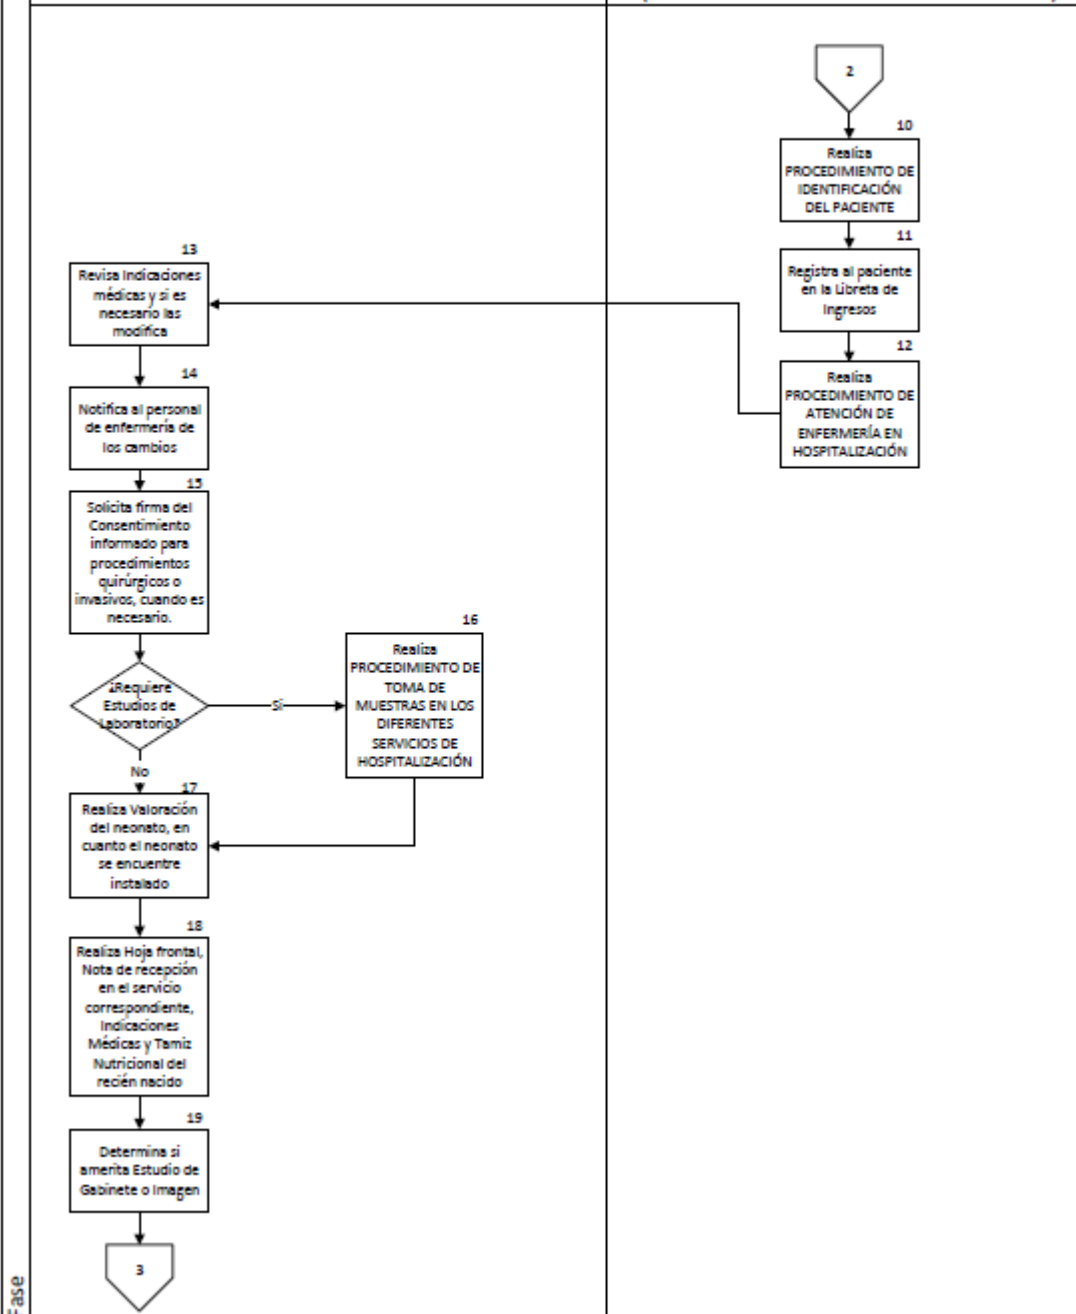 2
10
Realiza
PROCEDIMIENTO DE
IDENTIFICACIÓN
DEL PACIENTE
11
Registra al paciente
en la Libreta de
Ingresos
12
Realiza
PROCEDIMIENTO DE
ATENCIÓN DE
ENFERMERÍA EN
HOSPITALIZACIÓN
13
Revisa Indicaciones
médicas y si es
necesario las
modifica
14
Notifica al personal
de enfermería de
los cambios
15
Solicita firma del
Consentimiento
informado para
procedimientos
quirúrgicos o
invasivos, cuando es
necesario.
¿Requiere
Estudios de
Laboratorio?
Sí
No
16
Realiza
PROCEDIMIENTO DE
TOMA DE
MUESTRAS EN LOS
DIFERENTES
SERVICIOS DE
HOSPITALIZACIÓN
17
Realiza Valoración
del neonato, en
cuanto el neonato
se encuentre
instalado
18
Realiza Hoja frontal,
Nota de recepción
en el servicio
correspondiente,
Indicaciones
Médicas y Tamiz
Nutricional del
recién nacido
19
Determina si
amerita Estudio de
Gabinete o Imagen
3
Fase